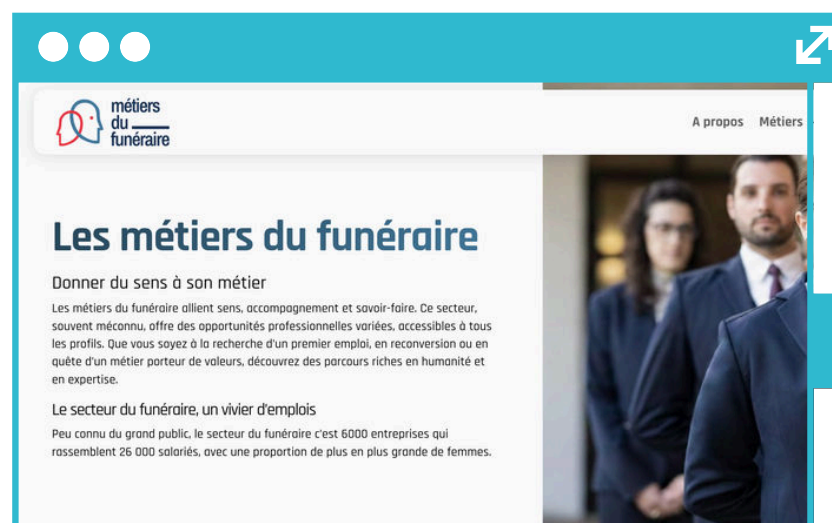 métiers
du
funéraire
A propos Métiers
Les métiers du funéraire
Donner du sens à son métier
Les métiers du funéraire allient sens, accompagnement et savoir-faire. Ce secteur,
souvent méconnu, offre des opportunités professionnelles variées, accessibles à tous
les profils. Que vous soyez à la recherche d'un premier emploi, en reconversion ou en
quête d'un métier porteur de valeurs, découvrez des parcours riches en humanité et
en expertise.
Le secteur du funéraire, un vivier d'emplois
Peu connu du grand public, le secteur du funéraire c'est 6000 entreprises qui
rassemblent 26 000 salariés, avec une proportion de plus en plus grande de femmes.